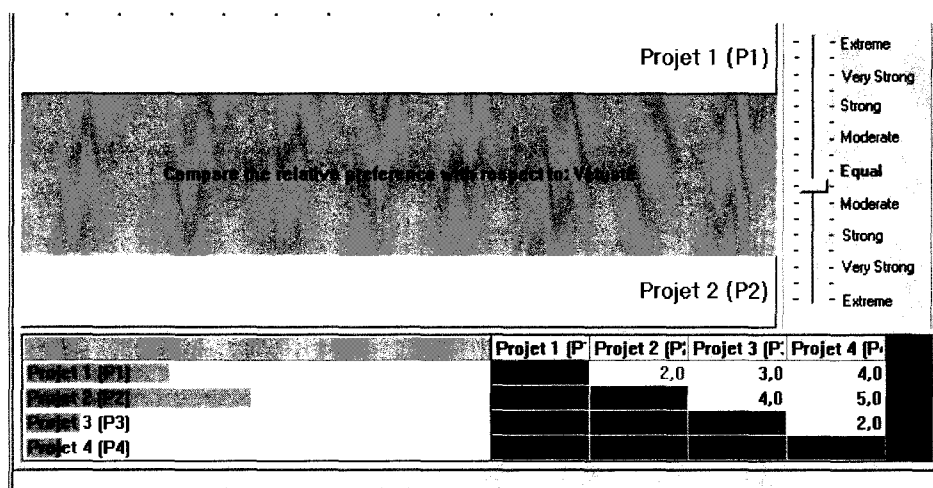 Projet 1 (P1)
Extreme
Very Strong
Strong
Moderate
Equal
Moderate
Strong
Very Strong
Extreme
Compare the relative preference with respect to:
Projet 2 (P2)
Projet 1 (P Projet 2 (P Projet 3 (P Projet 4 (P
Projet 1 (P1) 2,0 3,0 4,0
Projet 2 (P2) 4,0 5,0
Projet 3 (P3) 2,0
Projet 4 (P4)